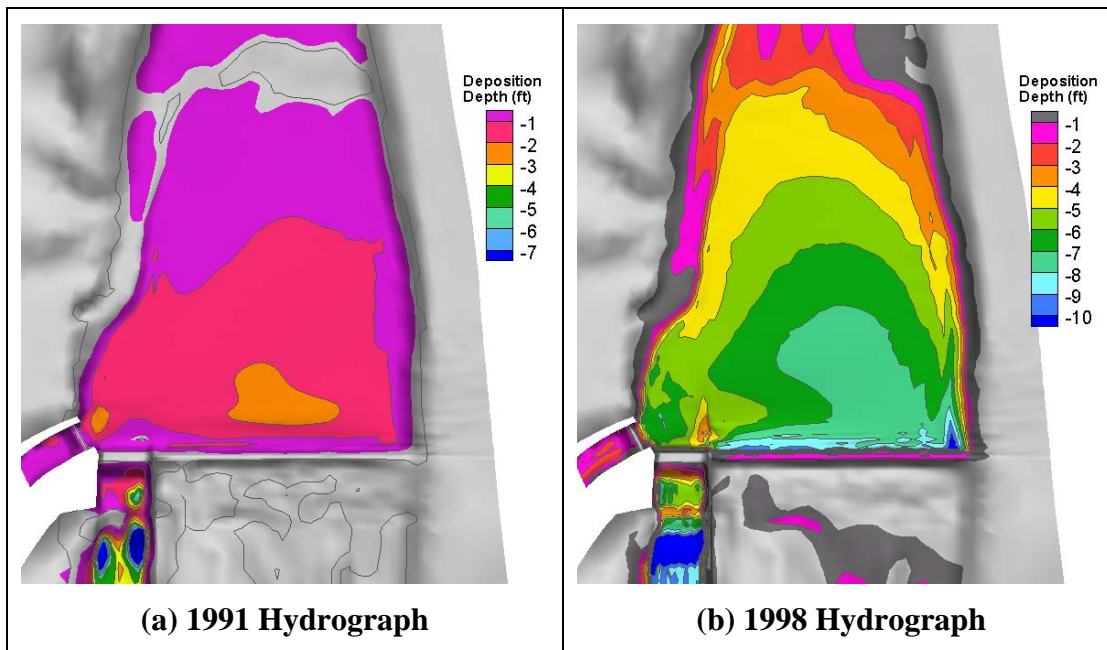 Deposition
Depth (ft)
-1
-2
-3
-4
-5
-6
-7
(a) 1991 Hydrograph
Deposition
Depth (ft)
-1
-2
-3
-4
-5
-6
-7
-8
-9
-10
(b) 1998 Hydrograph